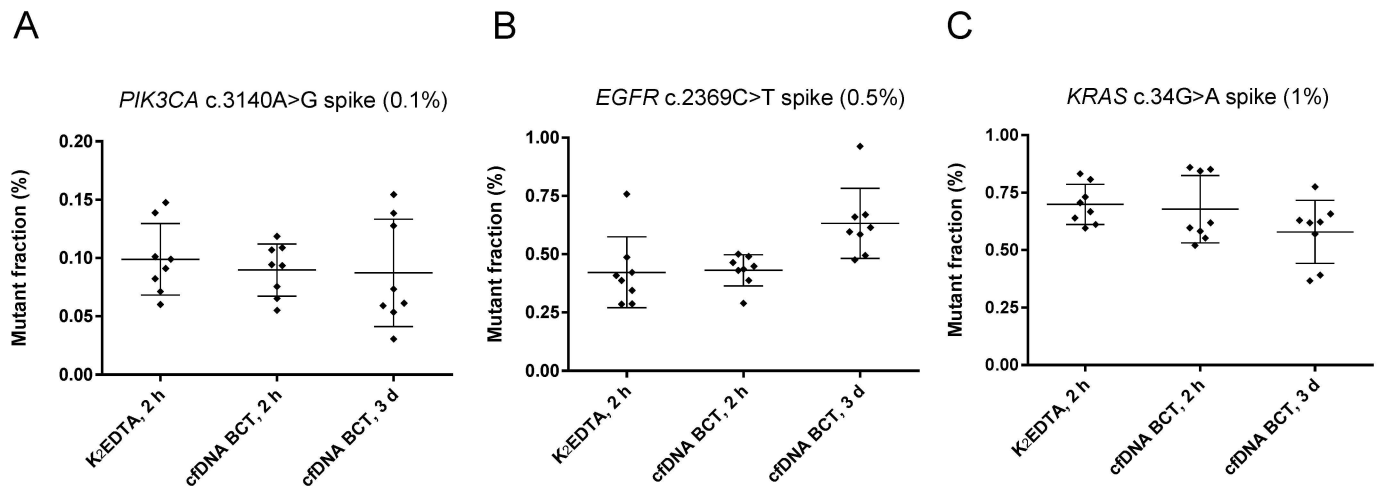 A
PIK3CA c.3140A>G spike (0.1%)
Mutant fraction (%)
0.20
0.15
0.10
0.05
0.00
K₂EDTA, 2 h
cfDNA BCT, 2 h
cfDNA BCT, 3 d
B
EGFR c.2369C>T spike (0.5%)
Mutant fraction (%)
1.00
0.75
0.50
0.25
0.00
K₂EDTA, 2 h
cfDNA BCT, 2 h
cfDNA BCT, 3 d
C
KRAS c.34G>A spike (1%)
Mutant fraction (%)
1.00
0.75
0.50
0.25
0.00
K₂EDTA, 2 h
cfDNA BCT, 2 h
cfDNA BCT, 3 d